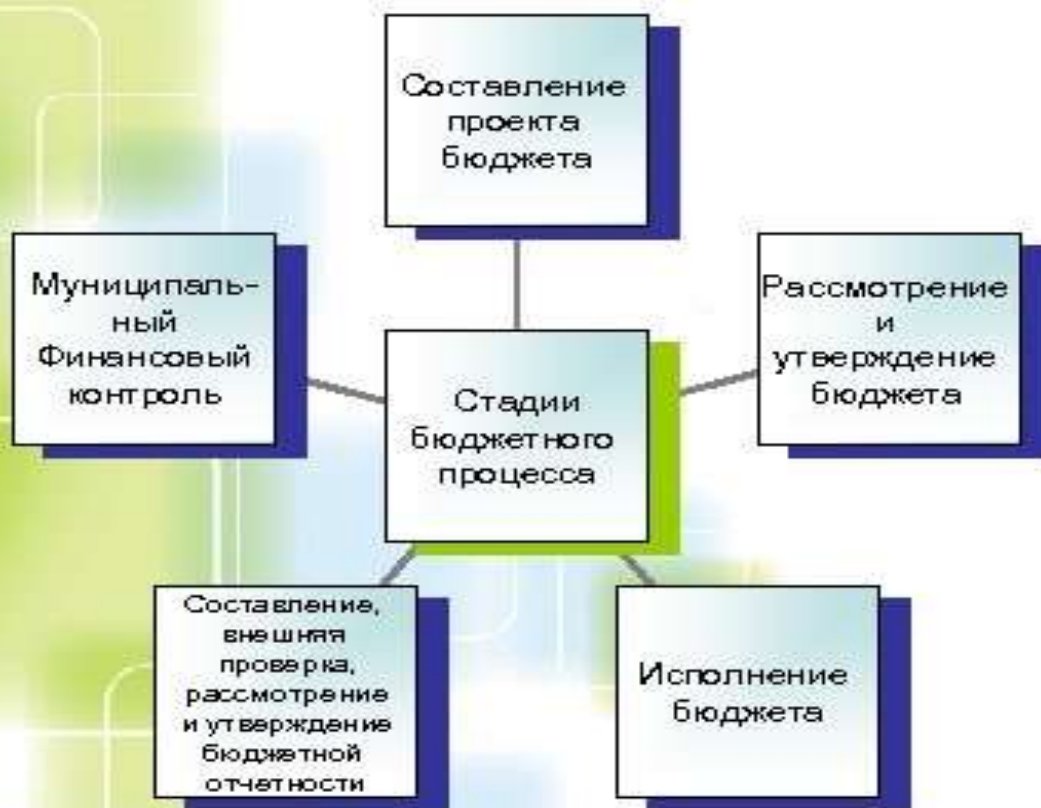 Составление
проекта
бюджета
Муниципаль-
ный
Финансовый
контроль
Рассмотрение
и
утверждение
бюджета
Стадии
бюджетного
процесса
Составление,
внешняя
проверка,
рассмотрение
и утверждение
бюджетной
отчетности
Исполнение
бюджета